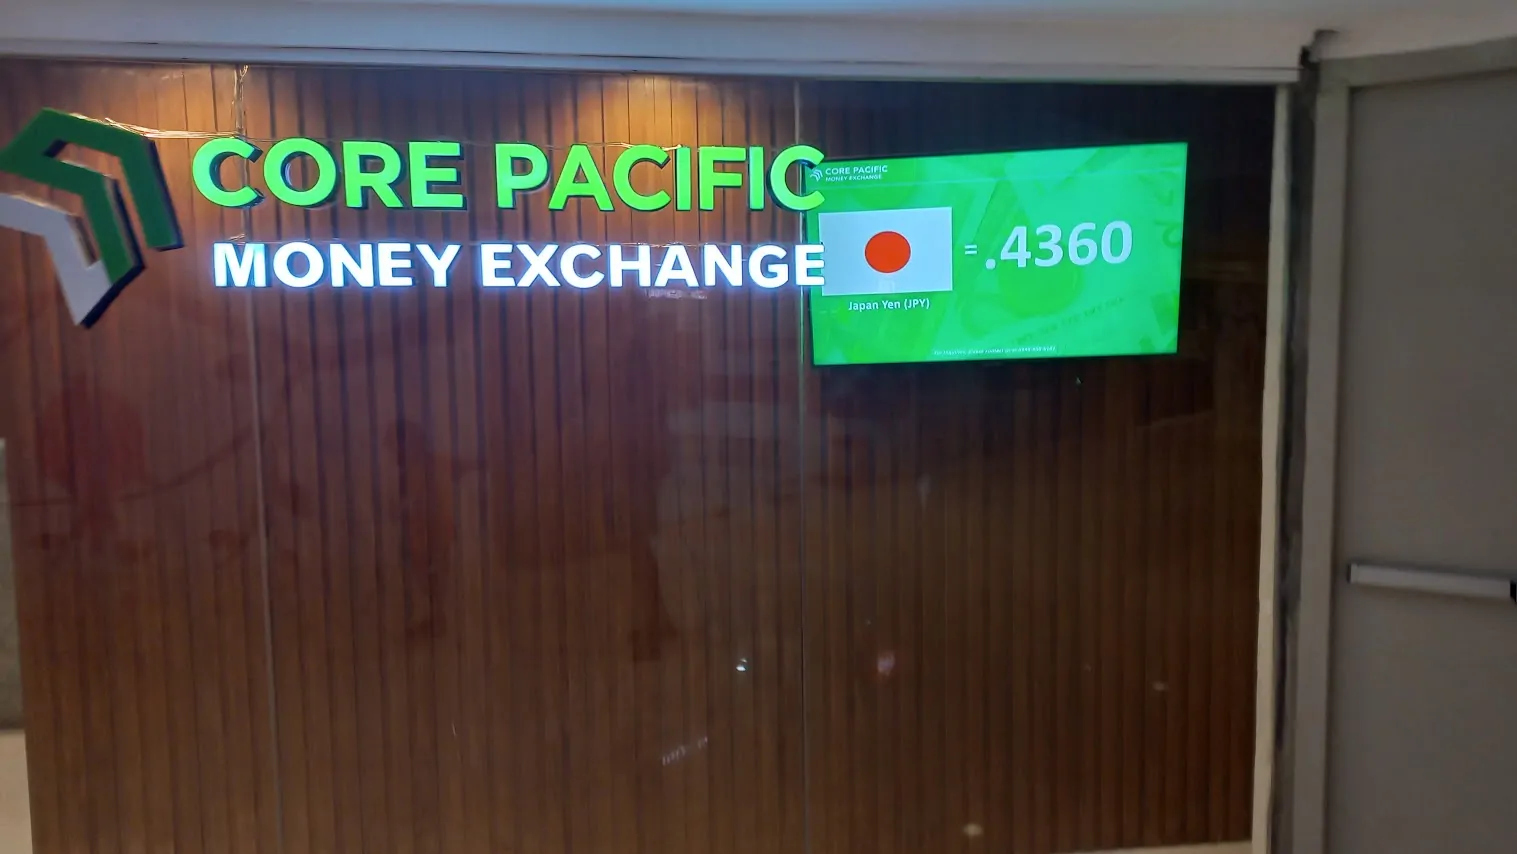 CORE PACIFIC
MONEY EXCHANGE
CORE PACIFIC
MONEY EXCHANGE
= .4360
Japan Yen (JPY)